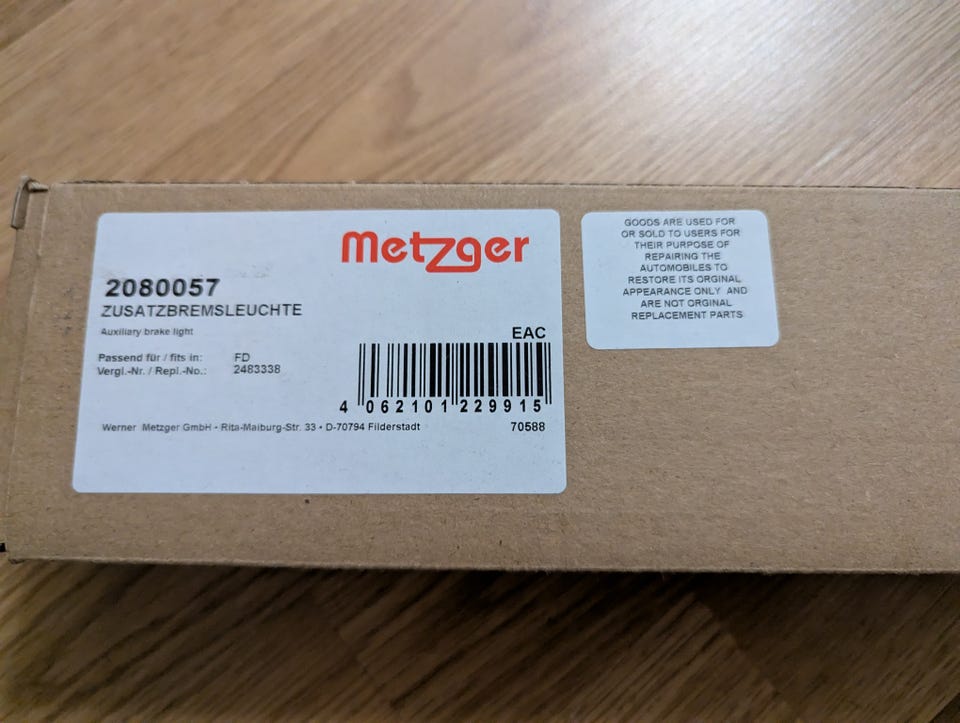 Metzger
2080057
ZUSATZBREMSLEUCHTE
Auxiliary brake light
EAC
Passend für / fits in: FD
Vergl.-Nr. / Repl.-No.: 2483338
4 062101 229915
Werner Metzger GmbH • Rita-Maiburg-Str. 33 • D-70794 Filderstadt 70588
GOODS ARE USED FOR
OR SOLD TO USERS FOR
THEIR PURPOSE OF
REPAIRING THE
AUTOMOBILES TO
RESTORE ITS ORGINAL
APPEARANCE ONLY AND
ARE NOT ORGINAL
REPLACEMENT PARTS